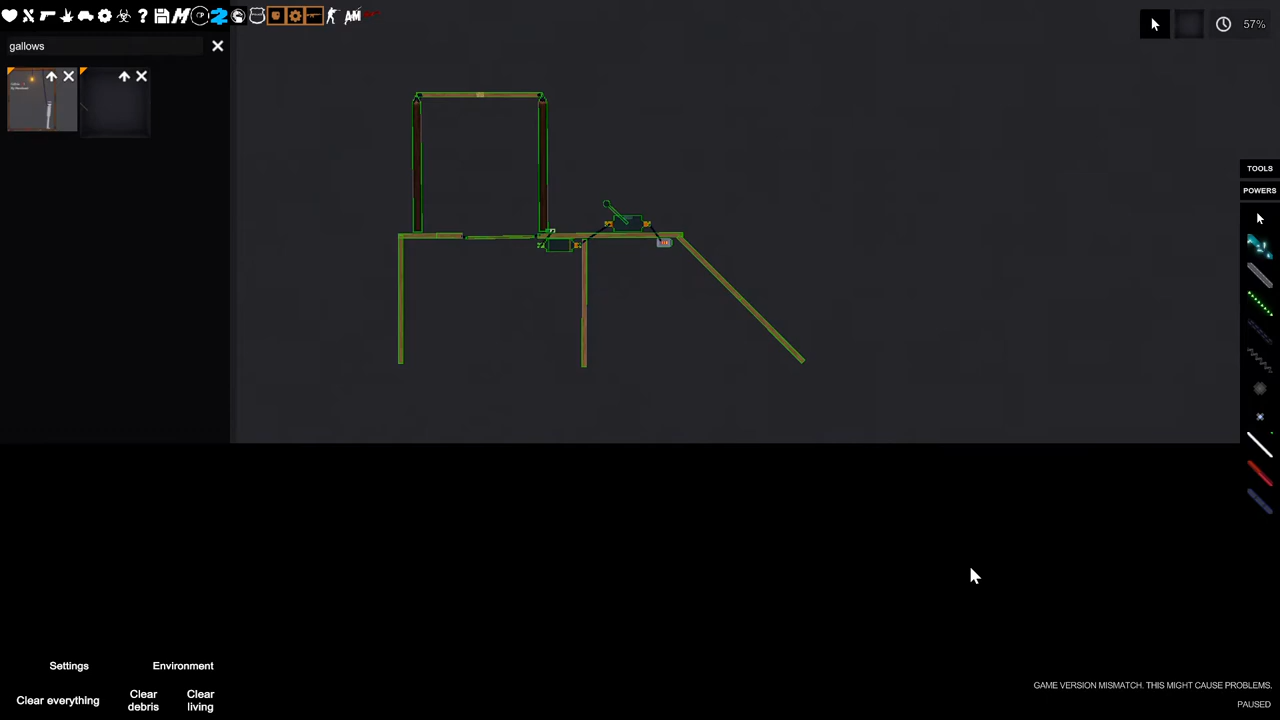 AM
57%
gallows
TOOLS
POWERS
Settings
Environment
Clear everything
Clear debris
Clear living
GAME VERSION MISMATCH. THIS MIGHT CAUSE PROBLEMS.
PAUSED